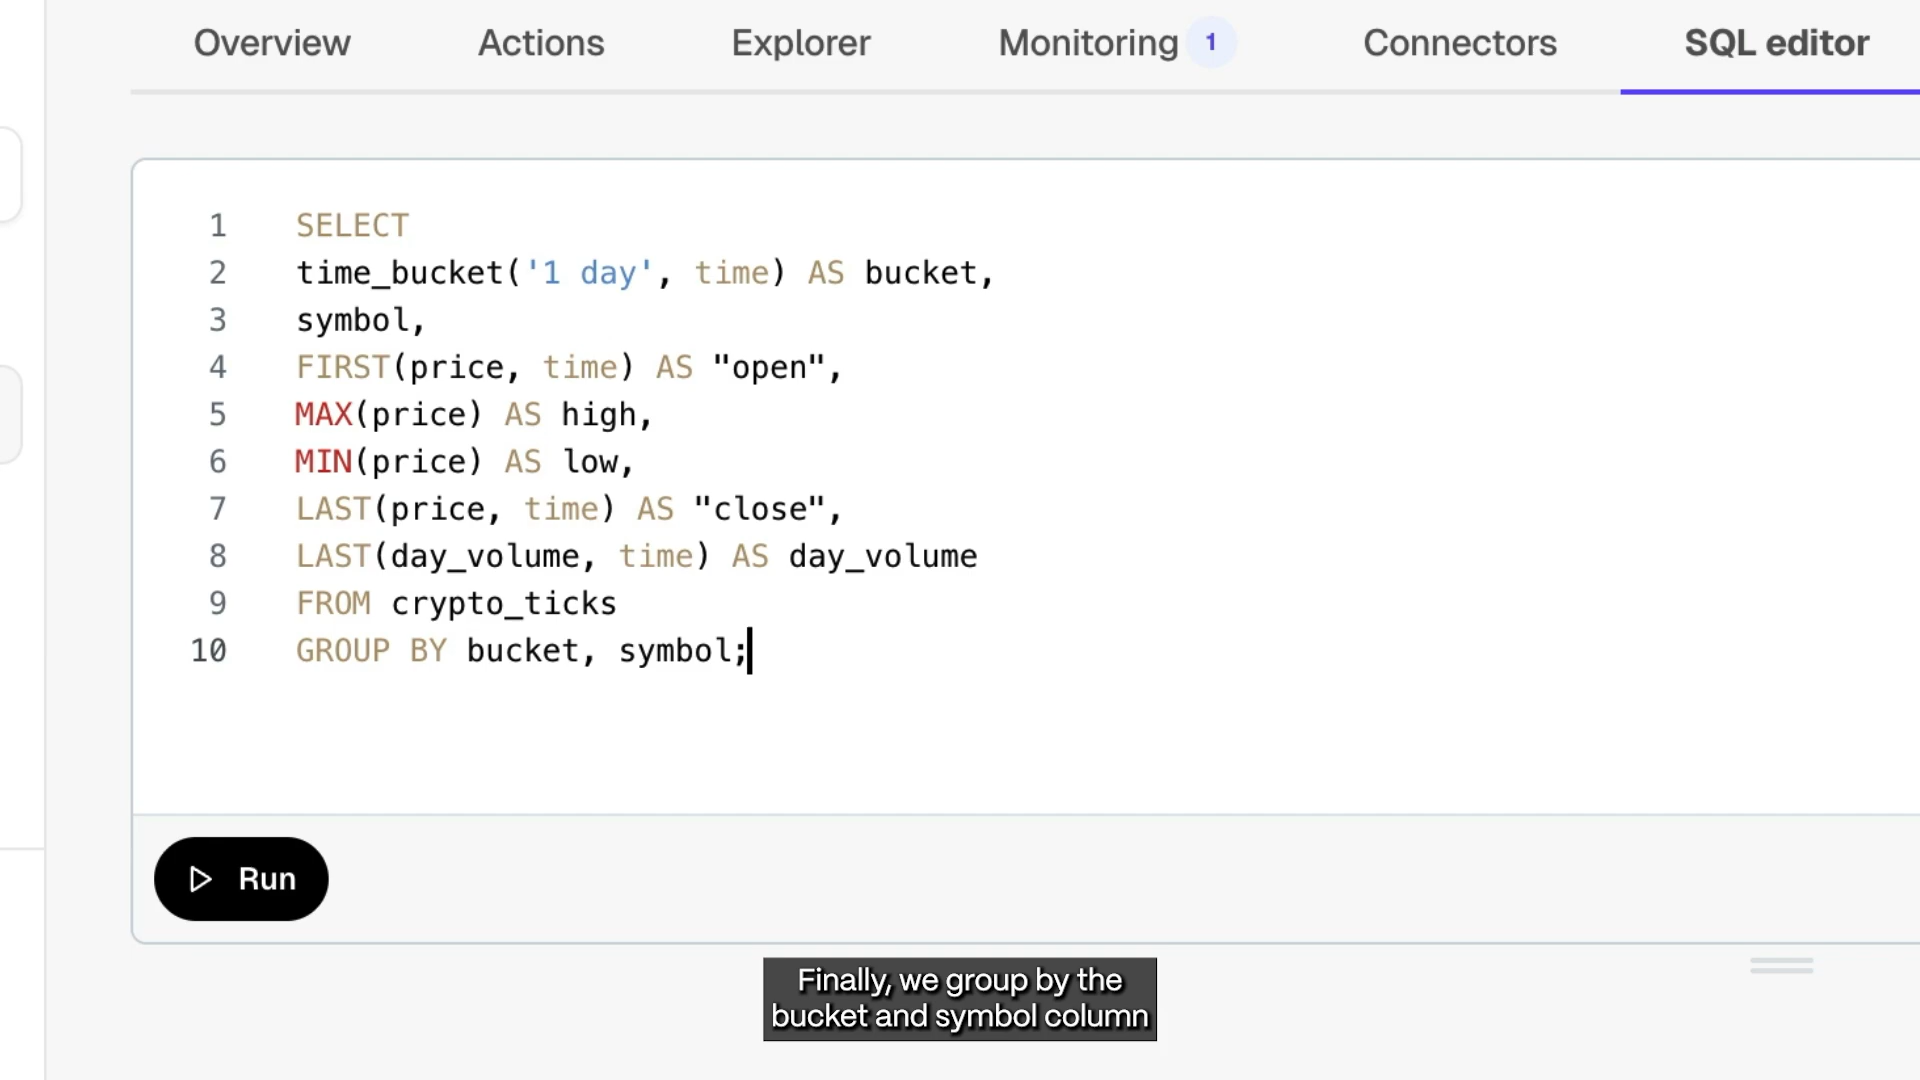 Overview Actions Explorer Monitoring 1 Connectors SQL editor
1 SELECT
2 time_bucket('1 day', time) AS bucket,
3 symbol,
4 FIRST(price, time) AS "open",
5 MAX(price) AS high,
6 MIN(price) AS low,
7 LAST(price, time) AS "close",
8 LAST(day_volume, time) AS day_volume
9 FROM crypto_ticks
10 GROUP BY bucket, symbol;
Run
Finally, we group by the
bucket and symbol column